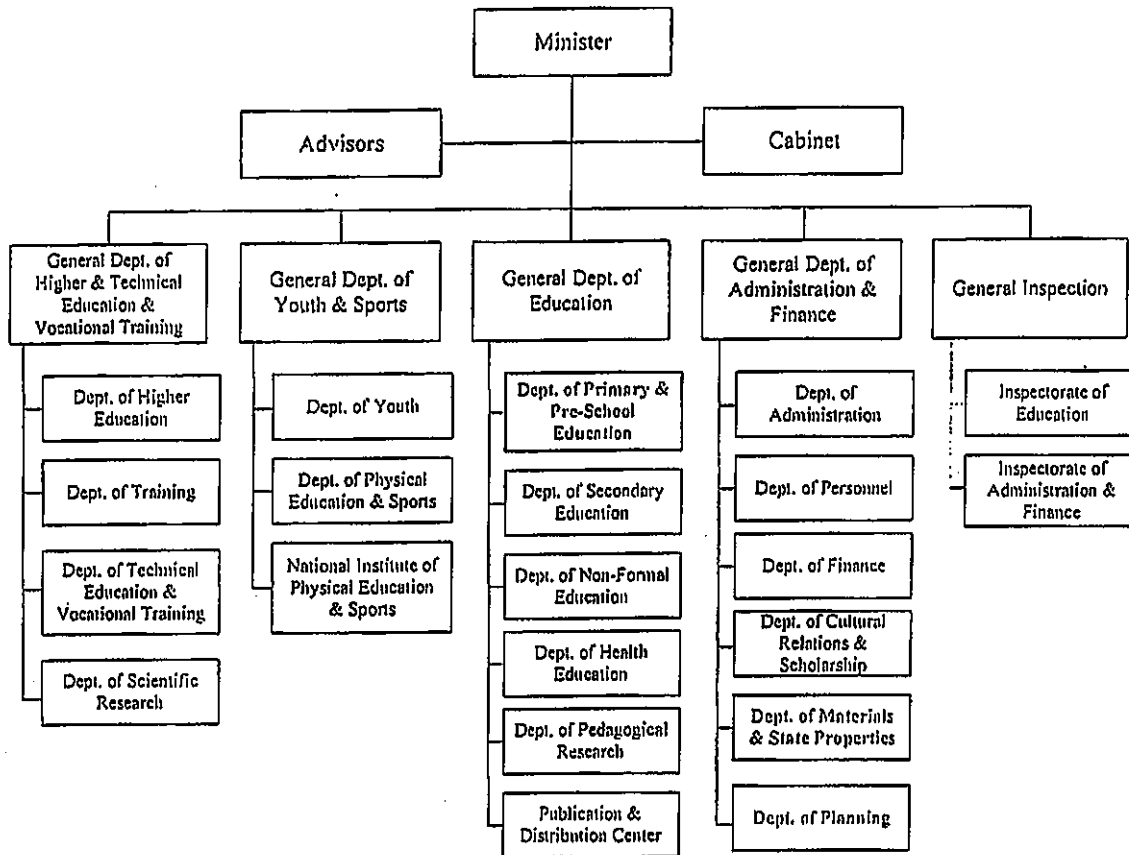 Minister
Advisors
Cabinet
General Dept. of
Higher & Technical
Education &
Vocational Training
General Dept. of
Youth & Sports
General Dept. of
Education
General Dept. of
Administration &
Finance
General Inspection
Dept. of Higher
Education
Dept. of Training
Dept. of Technical
Education &
Vocational Training
Dept. of Scientific
Research
Dept. of Youth
Dept. of Physical
Education & Sports
National Institute of
Physical Education
& Sports
Dept. of Primary &
Pre-School
Education
Dept. of Secondary
Education
Dept. of Non-Formal
Education
Dept. of Health
Education
Dept. of Pedagogical
Research
Publication &
Distribution Center
Dept. of
Administration
Dept. of Personnel
Dept. of Finance
Dept. of Cultural
Relations &
Scholarship
Dept. of Materials
& State Properties
Dept. of Planning
Inspectorate of
Education
Inspectorate of
Administration &
Finance